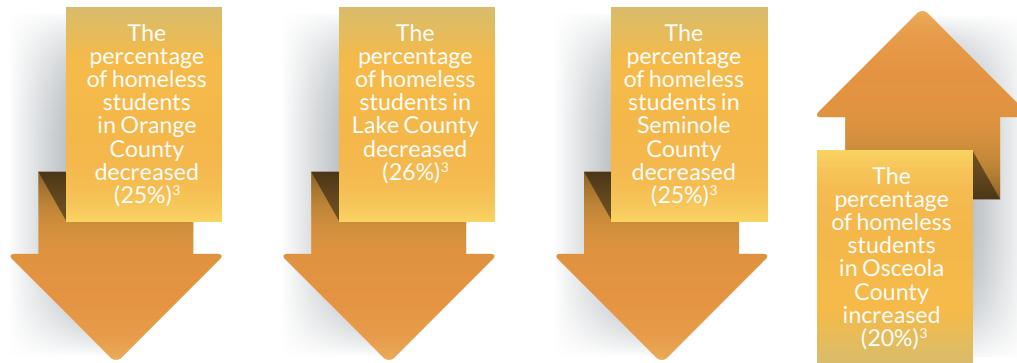 The
percentage
of homeless
students
in Orange
County
decreased
(25%)³
The
percentage
of homeless
students in
Lake County
decreased
(26%)³
The
percentage
of homeless
students in
Seminole
County
decreased
(25%)³
The
percentage
of homeless
students
in Osceola
County
increased
(20%)³